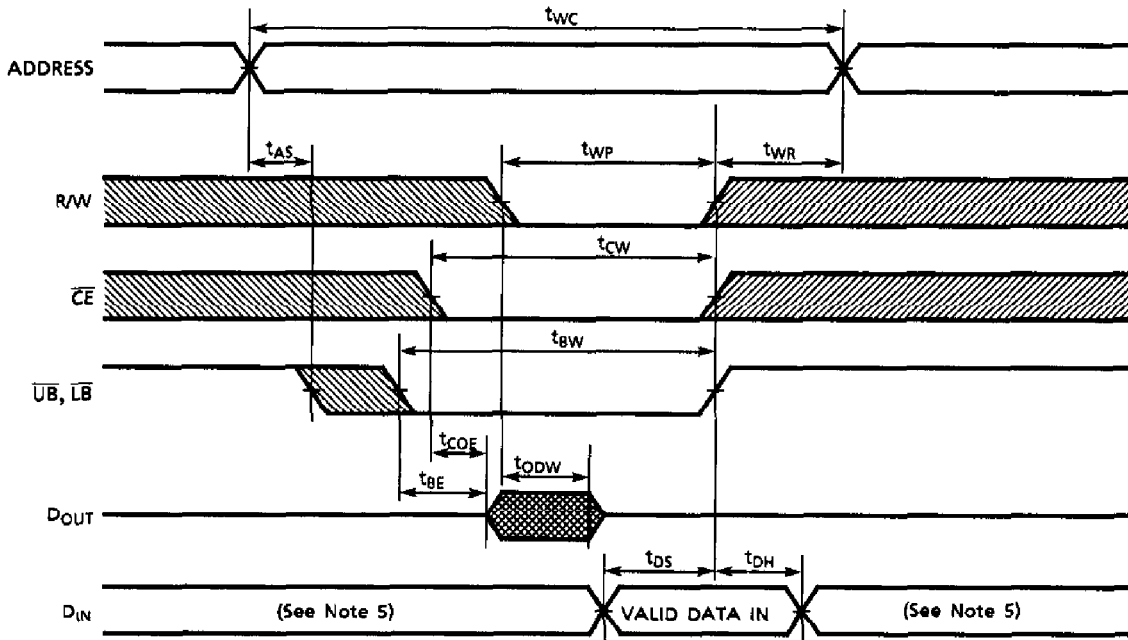 tWC
ADDRESS
tAS
tWP
tWR
R/W
tCW
CE
tBW
UB, LB
tCOE
tODW
tBE
DOUT
tDS
tDH
DIN
(See Note 5)
VALID DATA IN
(See Note 5)